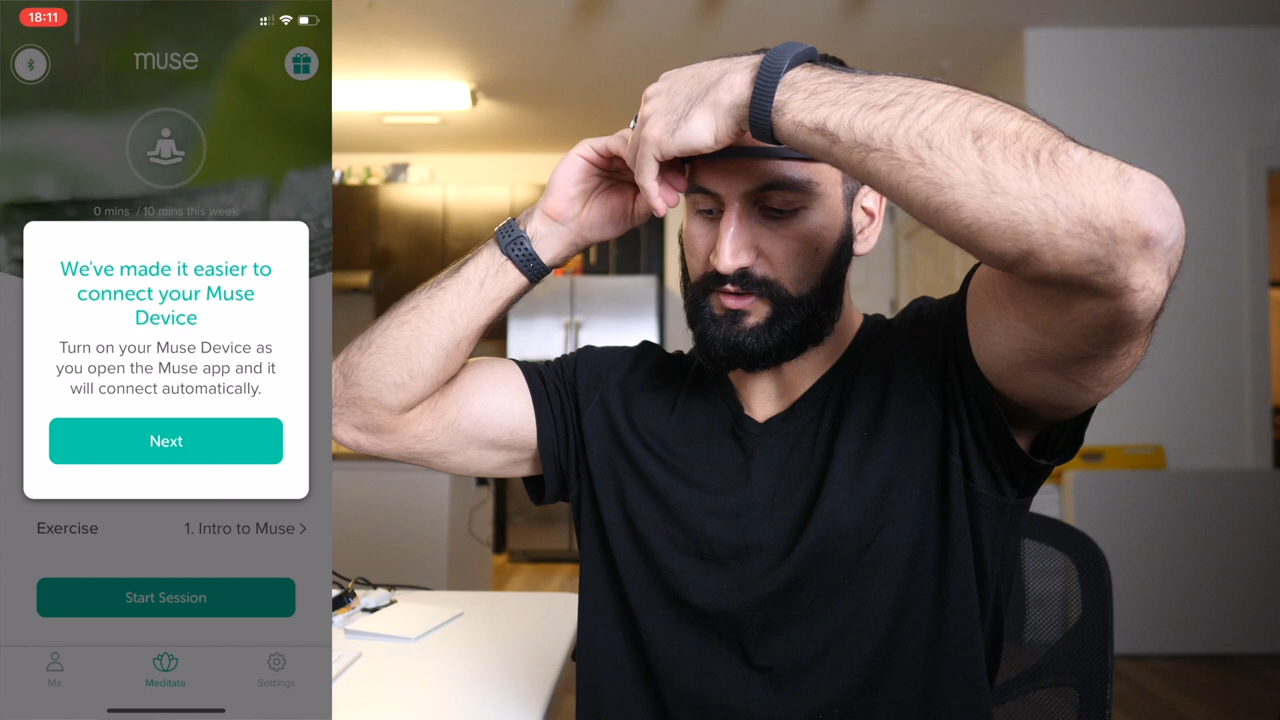 18:11
muse
0 mins / 10 mins this week
We've made it easier to
connect your Muse
Device
Turn on your Muse Device as
you open the Muse app and it
will connect automatically.
Next
Exercise 1. Intro to Muse >
Start Session
Me Meditate Settings